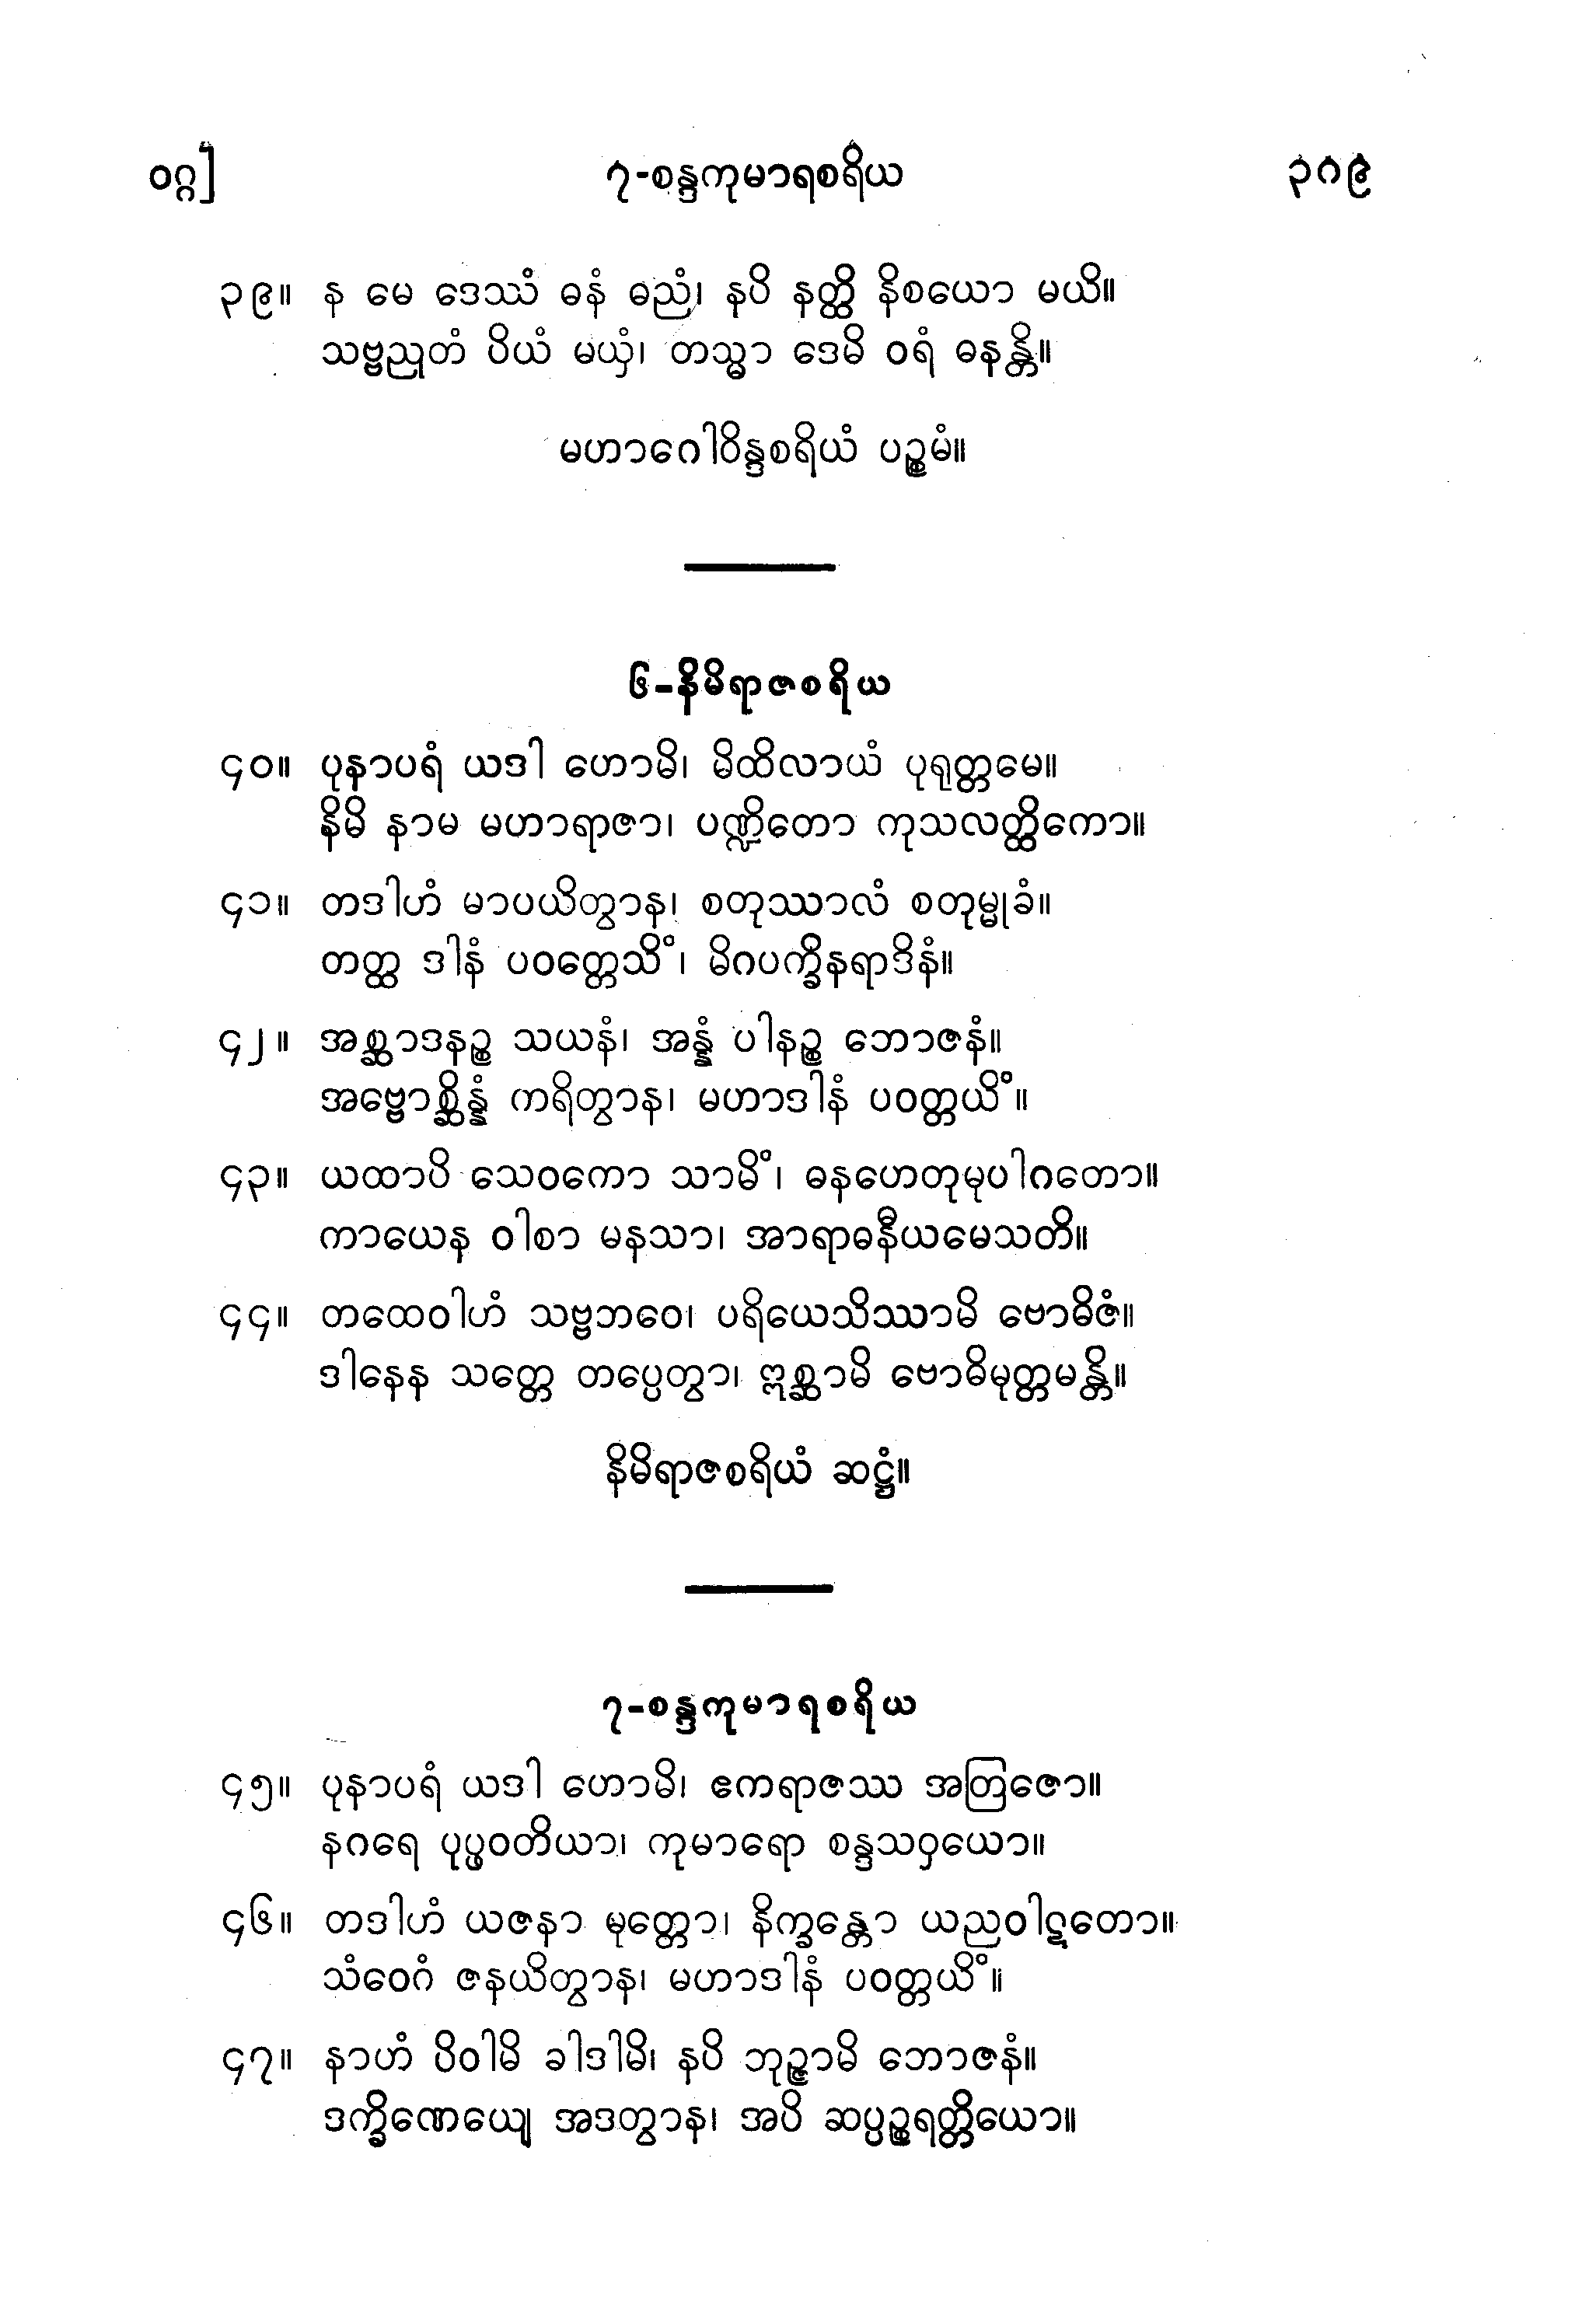 ဝဂ္ဂ] ၇-စန္ဒကုမာရစရိယ ၃၈၉
၃၉။ န မေ ဒေဿံ ဓနံ ဓညံ၊ နပိ နတ္ထိ နိစယော မယိ။
သဗ္ဗညုတံ ပိယံ မယှံ၊ တသ္မာ ဒေမိ ဝရံ ဓနန္တိ။
မဟာဂေါဝိန္ဒစရိယံ ပဉ္စမံ။
၆-နိမိရာဇစရိယ
၄၀။ ပုနာပရံ ယဒါ ဟောမိ၊ မိထိလာယံ ပုရုတ္တမေ။
နိမိ နာမ မဟာရာဇာ၊ ပဏ္ဍိတော ကုသလတ္ထိကော။
၄၁။ တဒါဟံ မာပယိတွာန၊ စတုဿာလံ စတုမ္မုခံ။
တတ္ထ ဒါနံ ပဝတ္တေသိံ၊ မိဂပက္ခိနရာဒိနံ။
၄၂။ အစ္ဆာဒနဉ္စ သယနံ၊ အန္နံ ပါနဉ္စ ဘောဇနံ။
အဗ္ဗောစ္ဆိန္နံ ကရိတွာန၊ မဟာဒါနံ ပဝတ္တယိံ။
၄၃။ ယထာပိ သေဝကော သာမိံ၊ ဓနဟေတုမုပါဂတော။
ကာယေန ဝါစာ မနသာ၊ အာရာဓနီယမေသတိ။
၄၄။ တထေဝါဟံ သဗ္ဗဘဝေ၊ ပရိယေသိဿာမိ ဗောဓိဇံ။
ဒါနေန သတ္တေ တပ္ပေတွာ၊ ဣစ္ဆာမိ ဗောဓိမုတ္တမန္တိ။
နိမိရာဇစရိယံ ဆဋ္ဌံ။
၇-စန္ဒကုမာရစရိယ
၄၅။ ပုနာပရံ ယဒါ ဟောမိ၊ ဧကရာဇဿ အတြဇော။
နဂရေ ပုပ္ဖဝတိယာ၊ ကုမာရော စန္ဒသဝှယော။
၄၆။ တဒါဟံ ယဇနာ မုတ္တော၊ နိက္ခန္တော ယညဝါဋတော။
သံဝေဂံ ဇနယိတွာန၊ မဟာဒါနံ ပဝတ္တယိံ။
၄၇။ နာဟံ ပိဝါမိ ခါဒါမိ၊ နပိ ဘုဉ္ဇာမိ ဘောဇနံ။
ဒက္ခိဏေယျေ အဒတွာန၊ အပိ ဆပ္ပဉ္စရတ္တိယော။